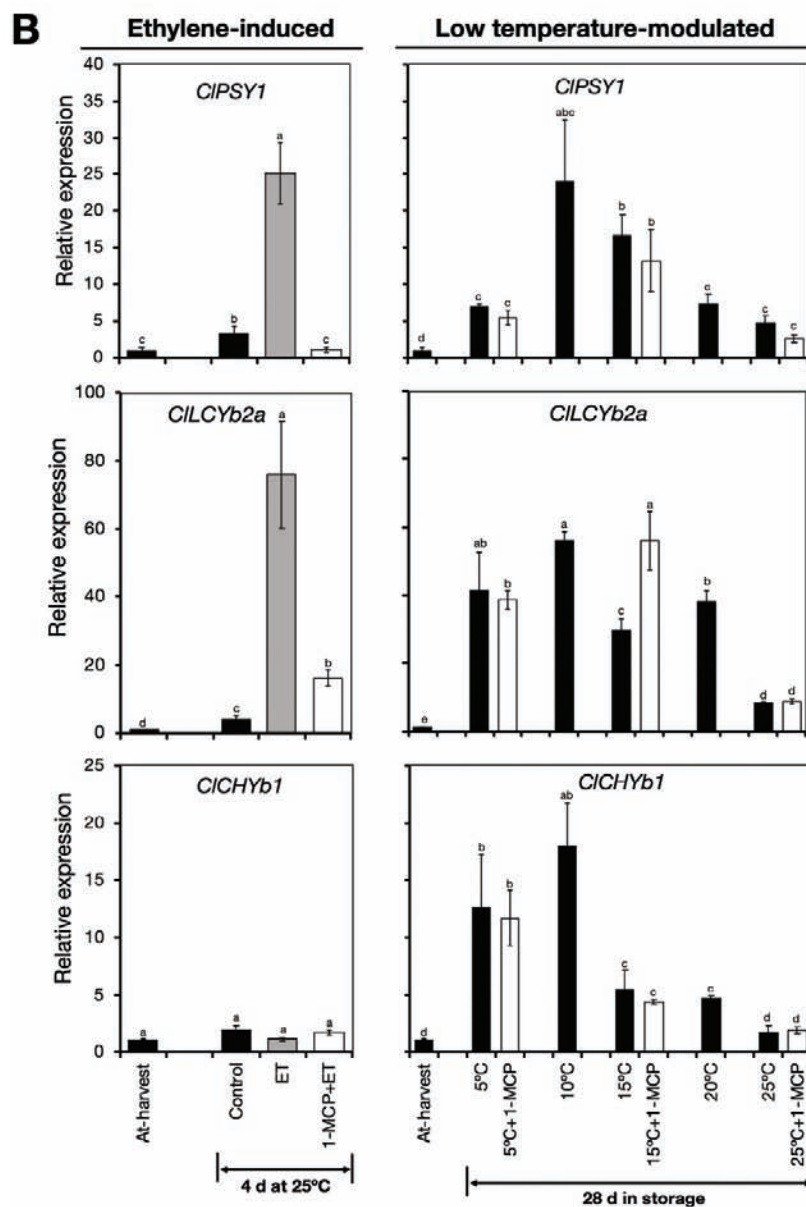 B
Ethylene-induced
Low temperature-modulated
ClPSY1
Relative expression
40
35
30
25
20
15
10
5
0
c
b
a
c
ClPSY1
d
c
c
abc
b
b
c
c
c
ClLCYb2a
Relative expression
100
80
60
40
20
0
d
c
a
b
ClLCYb2a
e
ab
b
a
c
a
b
d
d
ClCHYb1
Relative expression
25
20
15
10
5
0
a
a
a
a
ClCHYb1
d
b
b
ab
c
c
c
d
d
At-harvest
Control
ET
1-MCP+ET
4 d at 25ºC
At-harvest
5ºC
5ºC+1-MCP
10ºC
15ºC
15ºC+1-MCP
20ºC
25ºC
25ºC+1-MCP
28 d in storage